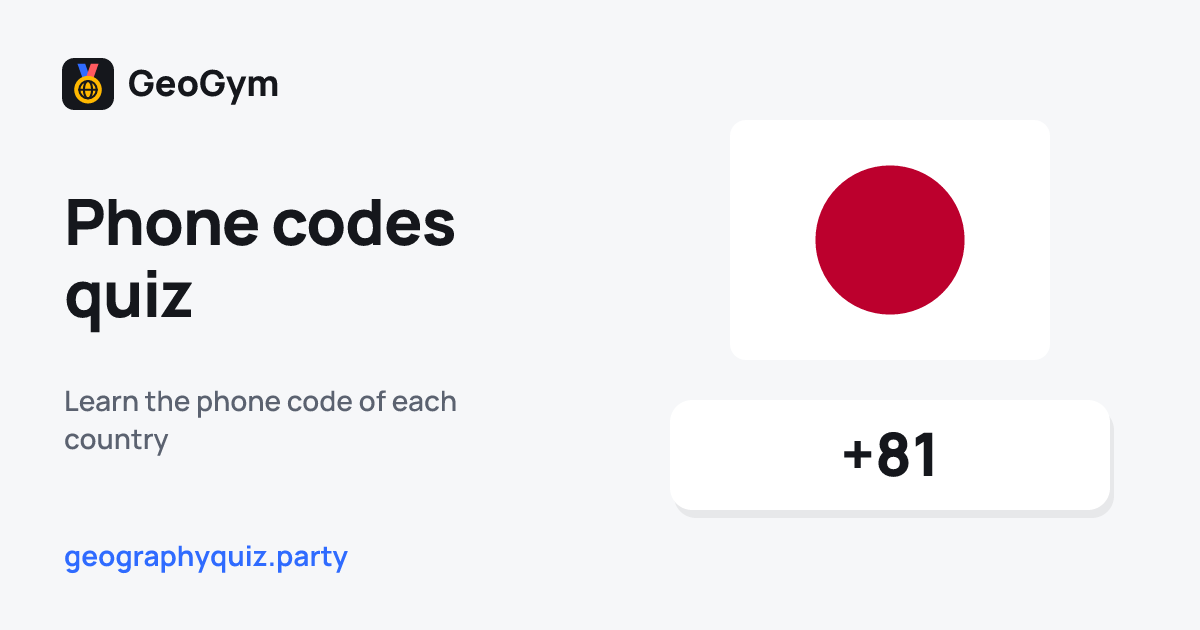 GeoGym
Phone codes
quiz
Learn the phone code of each
country
geographyquiz.party
+81